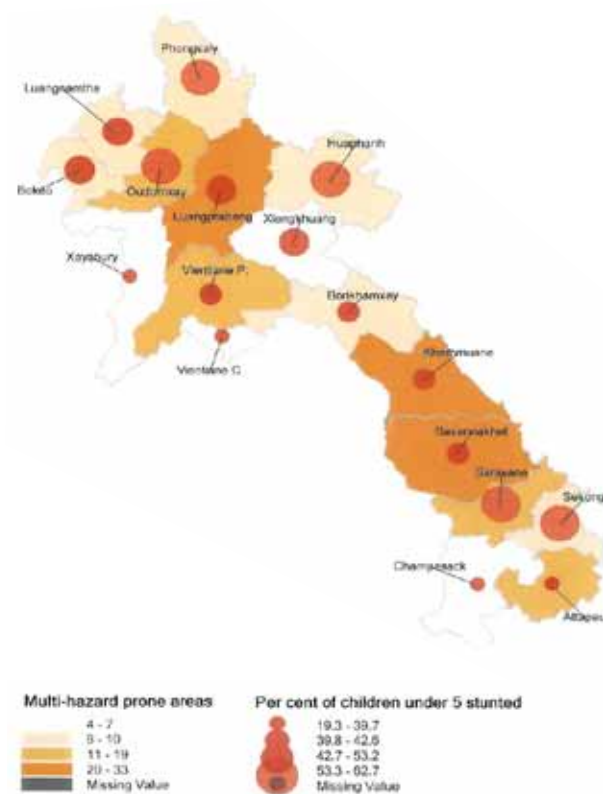 Phongsaly
Luangnamtha
Huaphanh
Bokeo
Oudomxay
Luangprabang
Xiengkhuang
Xayabury
Vientiane P.
Borikhamxay
Vientiane C
Khammuane
Savannakhet
Saravane
Sekong
Champasack
Attapeu
Multi-hazard prone areas
4 - 7
8 - 10
11 - 19
20 - 33
Missing Value
Per cent of children under 5 stunted
19.3 - 39.7
39.8 - 42.6
42.7 - 53.2
53.3 - 62.7
Missing Value